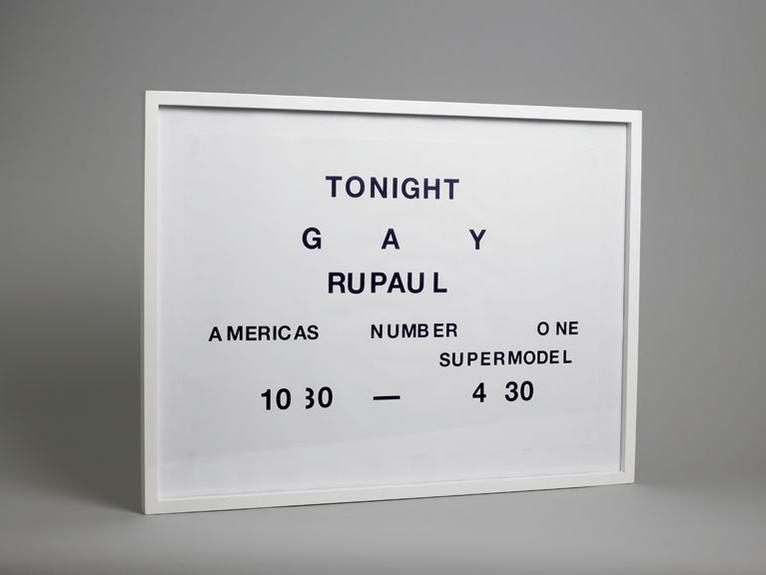 TONIGHT
G A Y
RUPAUL
AMERICAS NUMBER ONE
SUPERMODEL
10 30 — 4 30